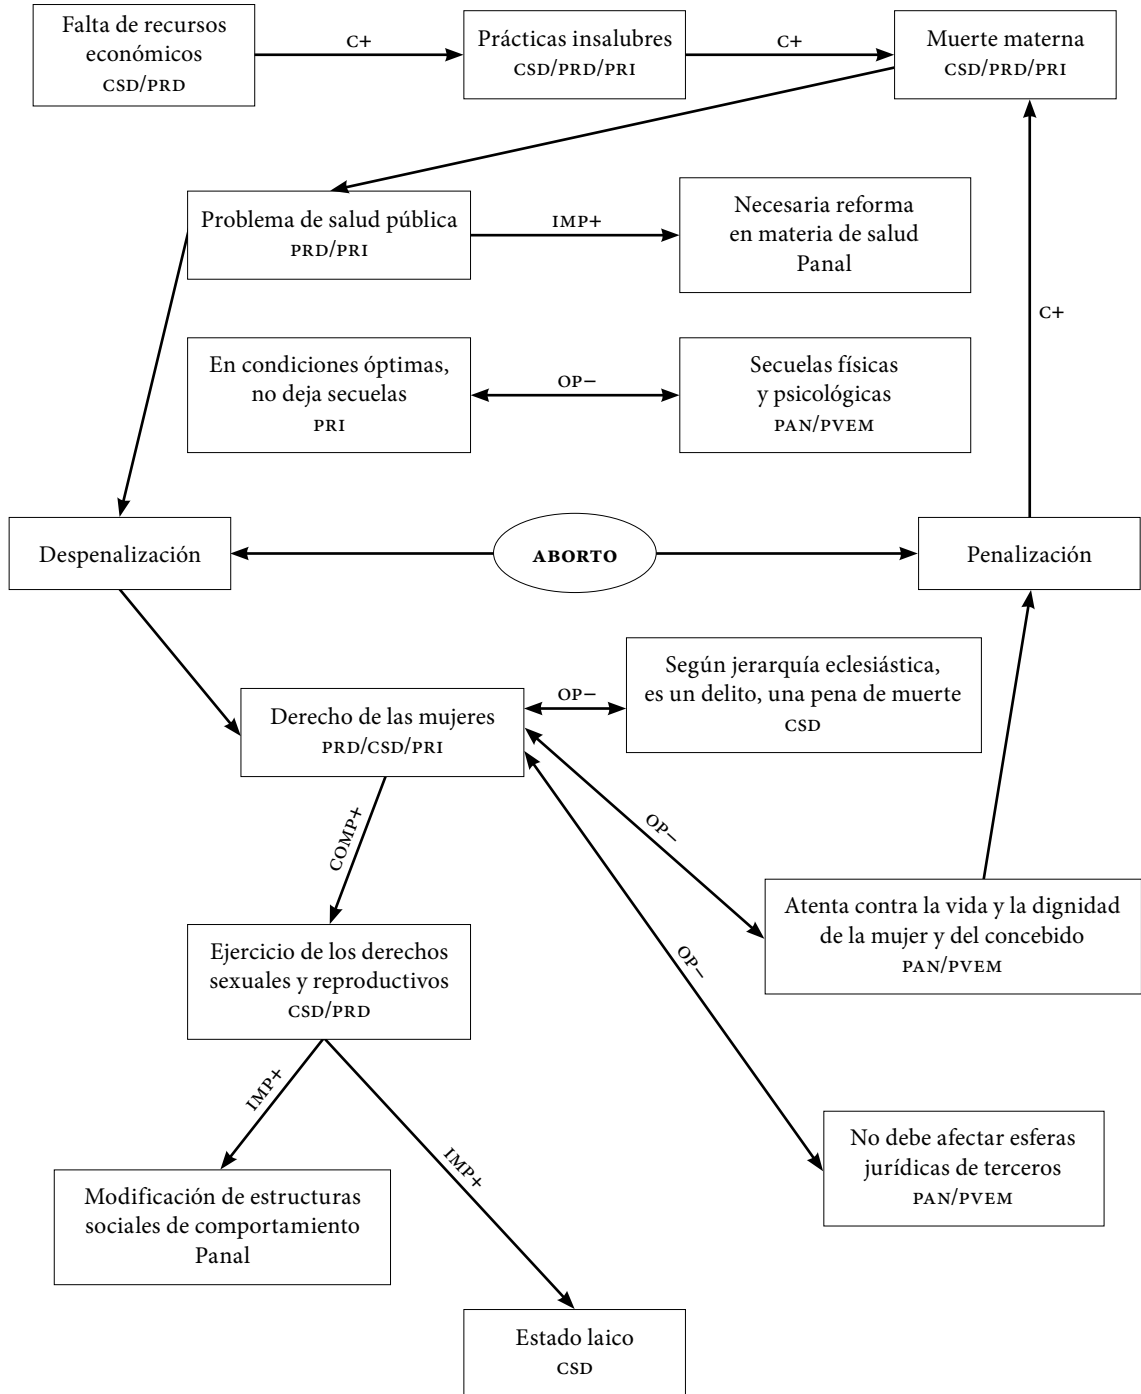 Falta de recursos
económicos
CSD/PRD
C+
Prácticas insalubres
CSD/PRD/PRI
C+
Muerte materna
CSD/PRD/PRI
Problema de salud pública
PRD/PRI
IMP+
Necesaria reforma
en materia de salud
Panal
C+
En condiciones óptimas,
no deja secuelas
PRI
OP−
Secuelas físicas
y psicológicas
PAN/PVEM
Despenalización
ABORTO
Penalización
Derecho de las mujeres
PRD/CSD/PRI
OP−
Según jerarquía eclesiástica,
es un delito, una pena de muerte
CSD
COMP+
OP−
OP−
Atenta contra la vida y la dignidad
de la mujer y del concebido
PAN/PVEM
Ejercicio de los derechos
sexuales y reproductivos
CSD/PRD
IMP+
IMP+
No debe afectar esferas
jurídicas de terceros
PAN/PVEM
Modificación de estructuras
sociales de comportamiento
Panal
Estado laico
CSD